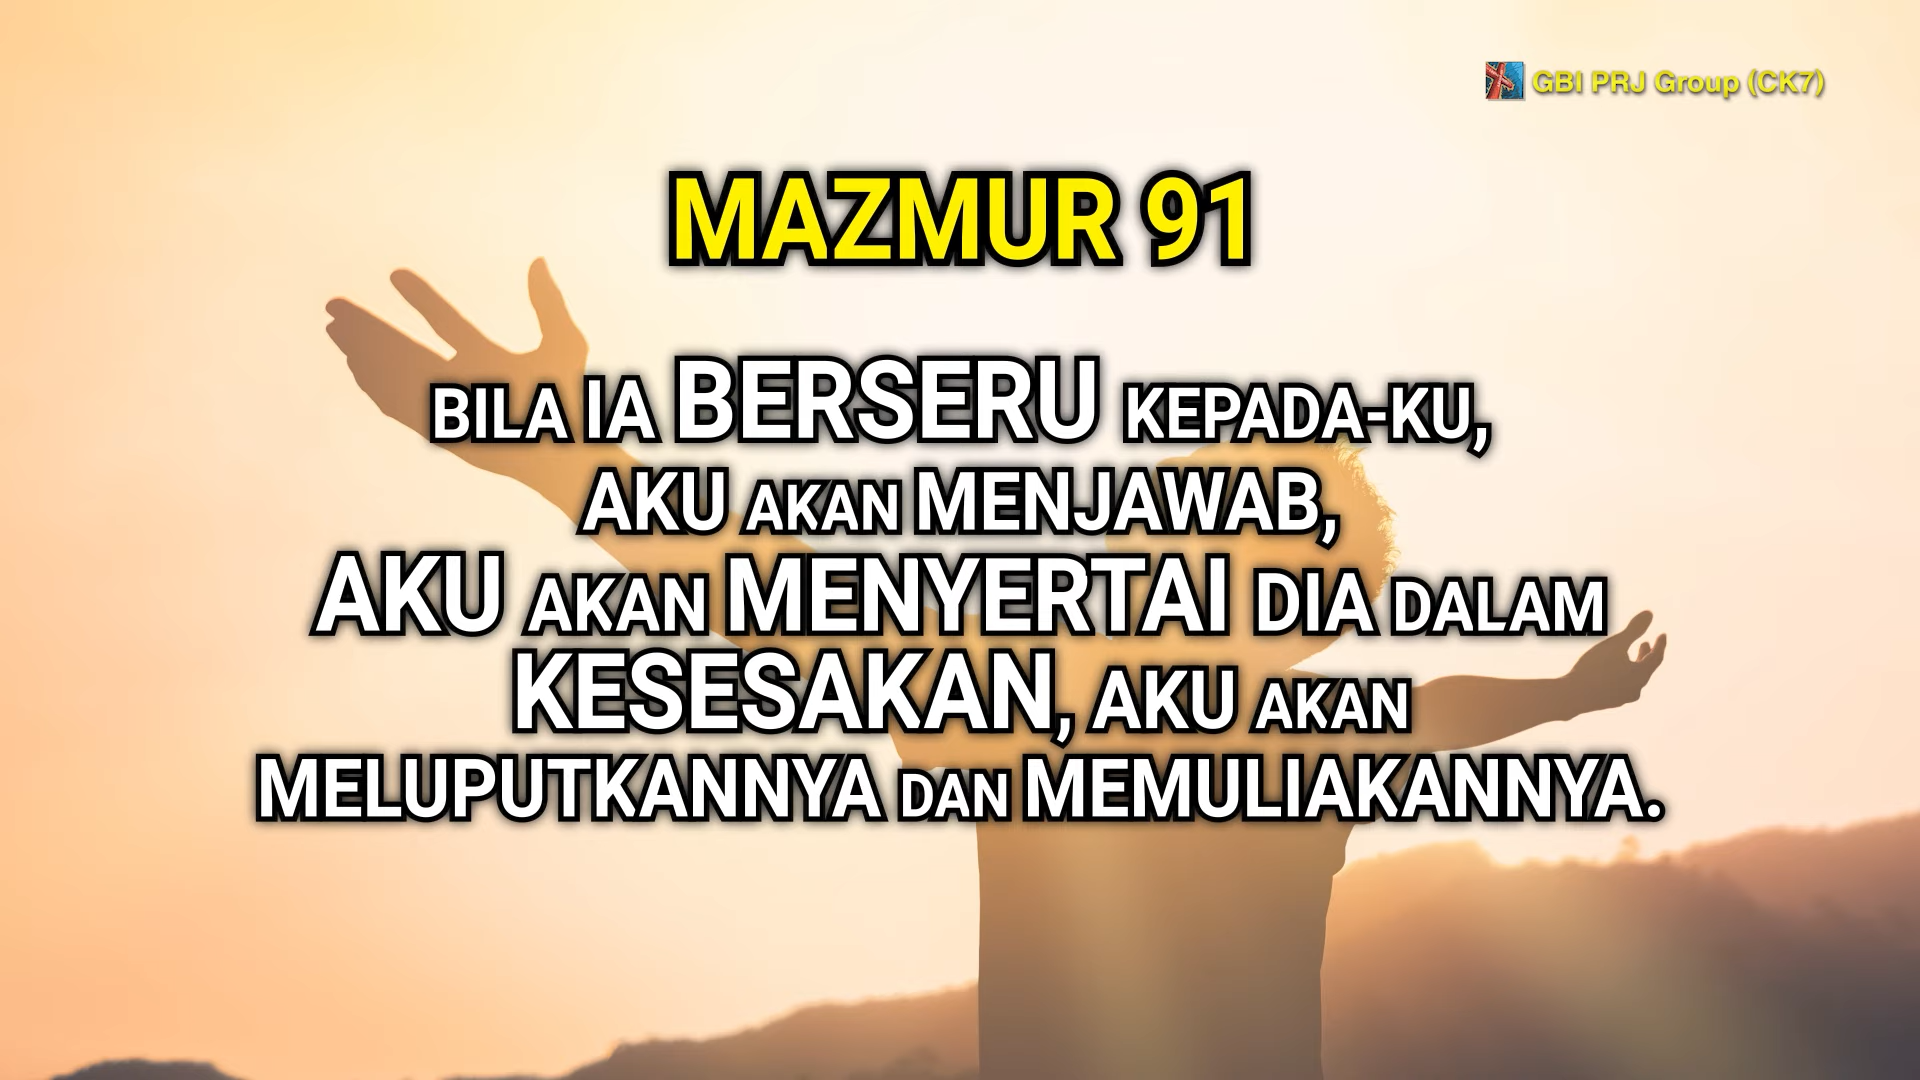 GBI PRJ Group (CK7)
MAZMUR 91
BILA IA BERSERU KEPADA-KU,
AKU AKAN MENJAWAB,
AKU AKAN MENYERTAI DIA DALAM
KESESAKAN, AKU AKAN
MELUPUTKANNYA DAN MEMULIAKANNYA.